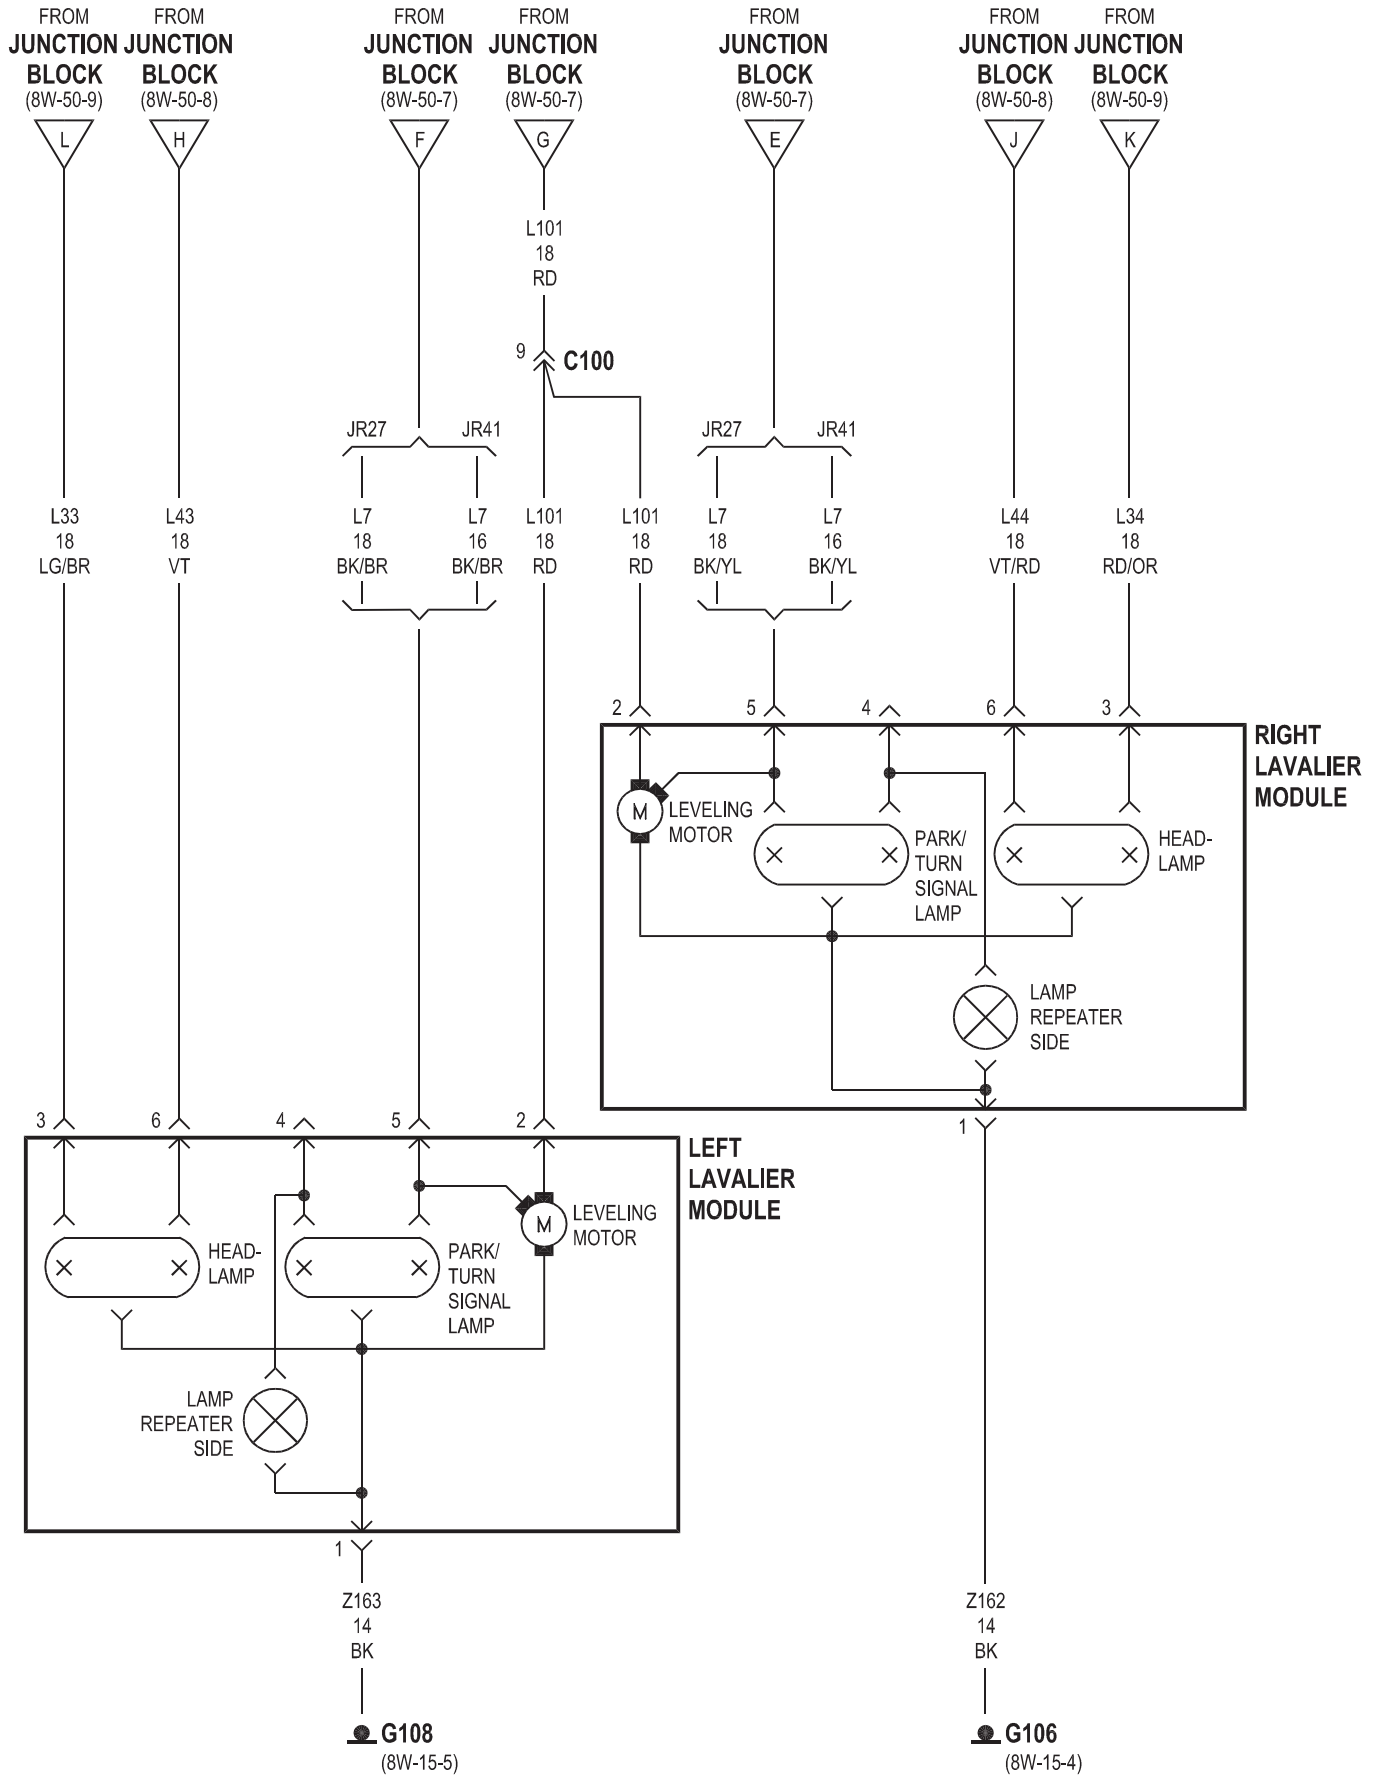 FROM
JUNCTION
BLOCK
(8W-50-9)
L
FROM
JUNCTION
BLOCK
(8W-50-8)
H
FROM
JUNCTION
BLOCK
(8W-50-7)
F
FROM
JUNCTION
BLOCK
(8W-50-7)
G
FROM
JUNCTION
BLOCK
(8W-50-7)
E
FROM
JUNCTION
BLOCK
(8W-50-8)
J
FROM
JUNCTION
BLOCK
(8W-50-9)
K
L101
18
RD
9
C100
JR27
JR41
JR27
JR41
L33
18
LG/BR
L43
18
VT
L7
18
BK/BR
L7
16
BK/BR
L101
18
RD
L101
18
RD
L7
18
BK/YL
L7
16
BK/YL
L44
18
VT/RD
L34
18
RD/OR
2
5
4
6
3
RIGHT
LAVALIER
MODULE
M
LEVELING
MOTOR
PARK/
TURN
SIGNAL
LAMP
HEAD-
LAMP
LAMP
REPEATER
SIDE
1
3
6
4
5
2
LEFT
LAVALIER
MODULE
HEAD-
LAMP
PARK/
TURN
SIGNAL
LAMP
M
LEVELING
MOTOR
LAMP
REPEATER
SIDE
1
Z163
14
BK
G108
(8W-15-5)
Z162
14
BK
G106
(8W-15-4)